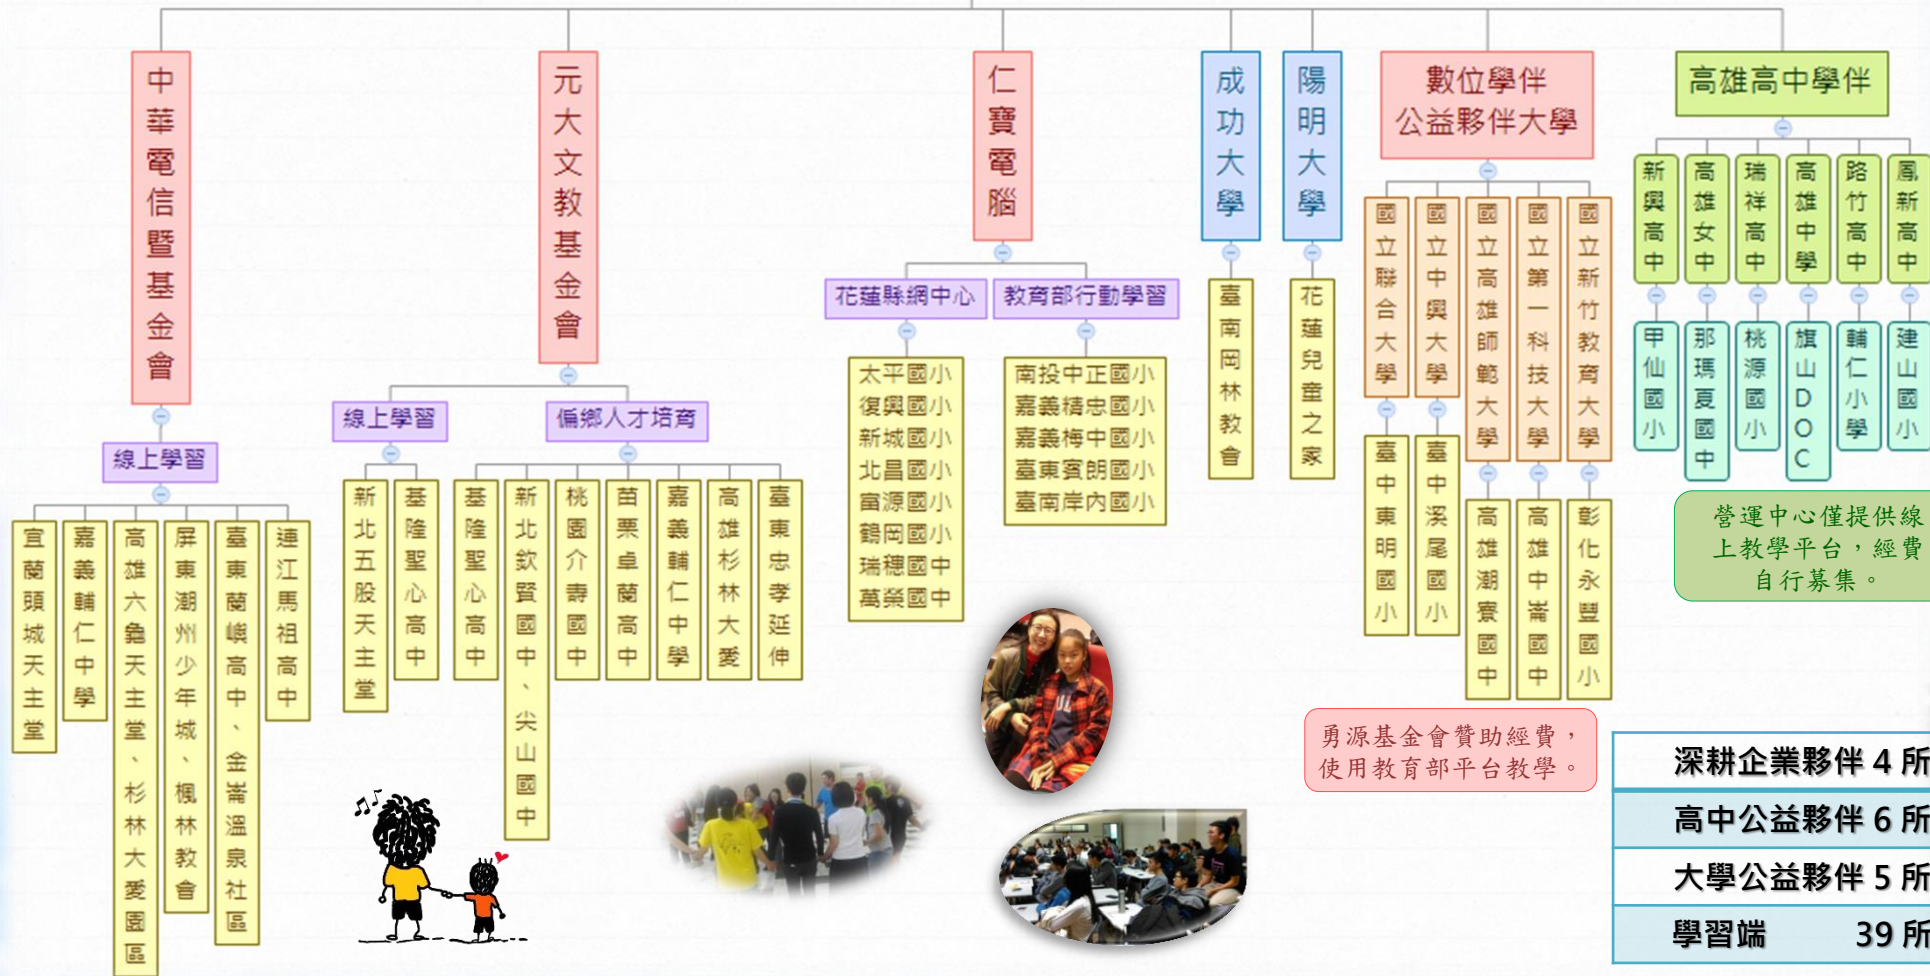 中華電信暨基金會
線上學習
宜蘭頭城天主堂
嘉義輔仁中學
高雄六龜天主堂、杉林大愛園區
屏東潮州少年城、楓林教會
臺東蘭嶼高中、金崙溫泉社區
連江馬祖高中
元大文教基金會
線上學習
新北五股天主堂
基隆聖心高中
偏鄉人才培育
基隆聖心高中
新北欽賢國中、尖山國中
桃園介壽國中
苗栗卓蘭高中
嘉義輔仁中學
高雄杉林大愛
臺東忠孝延伸
仁寶電腦
花蓮縣網中心
太平國小
復興國小
新城國小
北昌國小
富源國小
鶴岡國小
瑞穗國中
萬榮國中
教育部行動學習
南投中正國小
嘉義精忠國小
嘉義梅中國小
臺東賓朗國小
臺南岸內國小
成功大學
臺南岡林教會
陽明大學
花蓮兒童之家
數位學伴
公益夥伴大學
國立聯合大學
臺中東明國小
國立中興大學
臺中溪尾國小
國立高雄師範大學
高雄潮寮國中
國立第一科技大學
高雄中崙國中
國立新竹教育大學
彰化永豐國小
勇源基金會贊助經費，
使用教育部平台教學。
高雄高中學伴
新興高中
甲仙國小
高雄女中
那瑪夏國中
瑞祥高中
桃源國小
高雄中學
旗山DOC
路竹高中
輔仁小學
鳳新高中
建山國小
營運中心僅提供線
上教學平台，經費
自行募集。
深耕企業夥伴 4 所
高中公益夥伴 6 所
大學公益夥伴 5 所
學習端 39 所